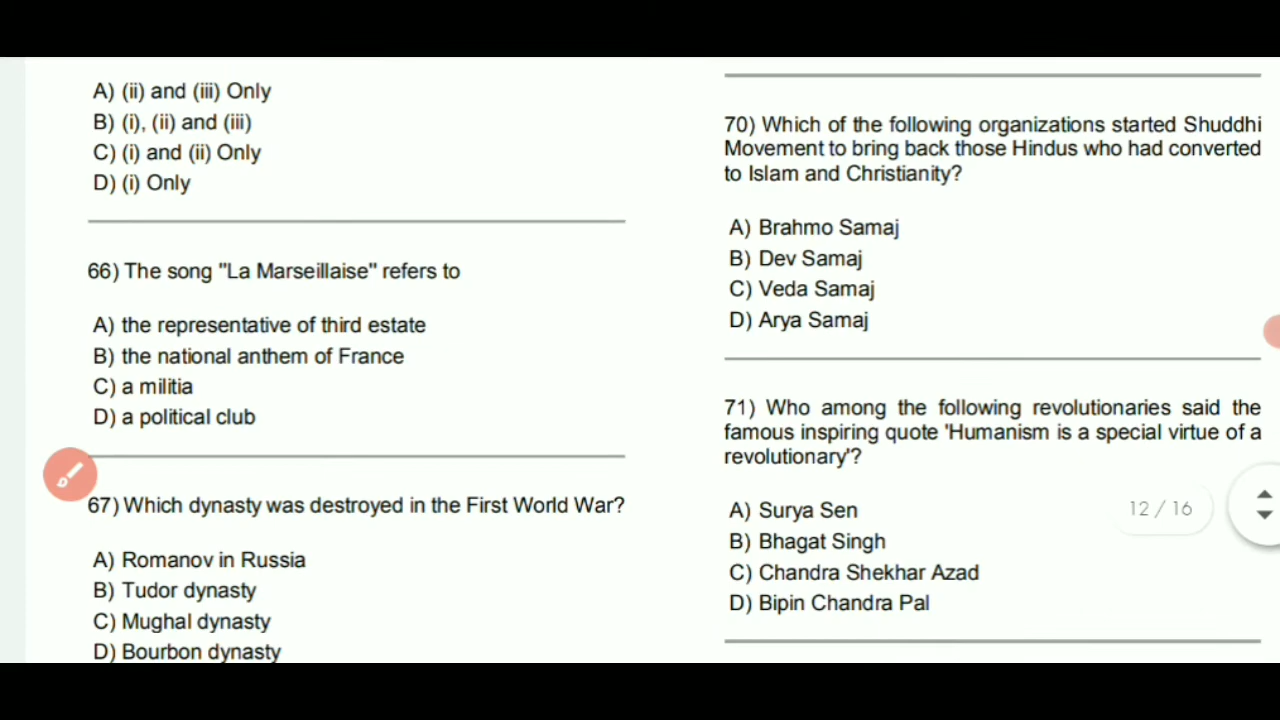 A) (ii) and (iii) Only
B) (i), (ii) and (iii)
C) (i) and (ii) Only
D) (i) Only
66) The song "La Marseillaise" refers to
A) the representative of third estate
B) the national anthem of France
C) a militia
D) a political club
67) Which dynasty was destroyed in the First World War?
A) Romanov in Russia
B) Tudor dynasty
C) Mughal dynasty
D) Bourbon dynasty
70) Which of the following organizations started Shuddhi
Movement to bring back those Hindus who had converted
to Islam and Christianity?
A) Brahmo Samaj
B) Dev Samaj
C) Veda Samaj
D) Arya Samaj
71) Who among the following revolutionaries said the
famous inspiring quote 'Humanism is a special virtue of a
revolutionary'?
A) Surya Sen
B) Bhagat Singh
C) Chandra Shekhar Azad
D) Bipin Chandra Pal
12 / 16